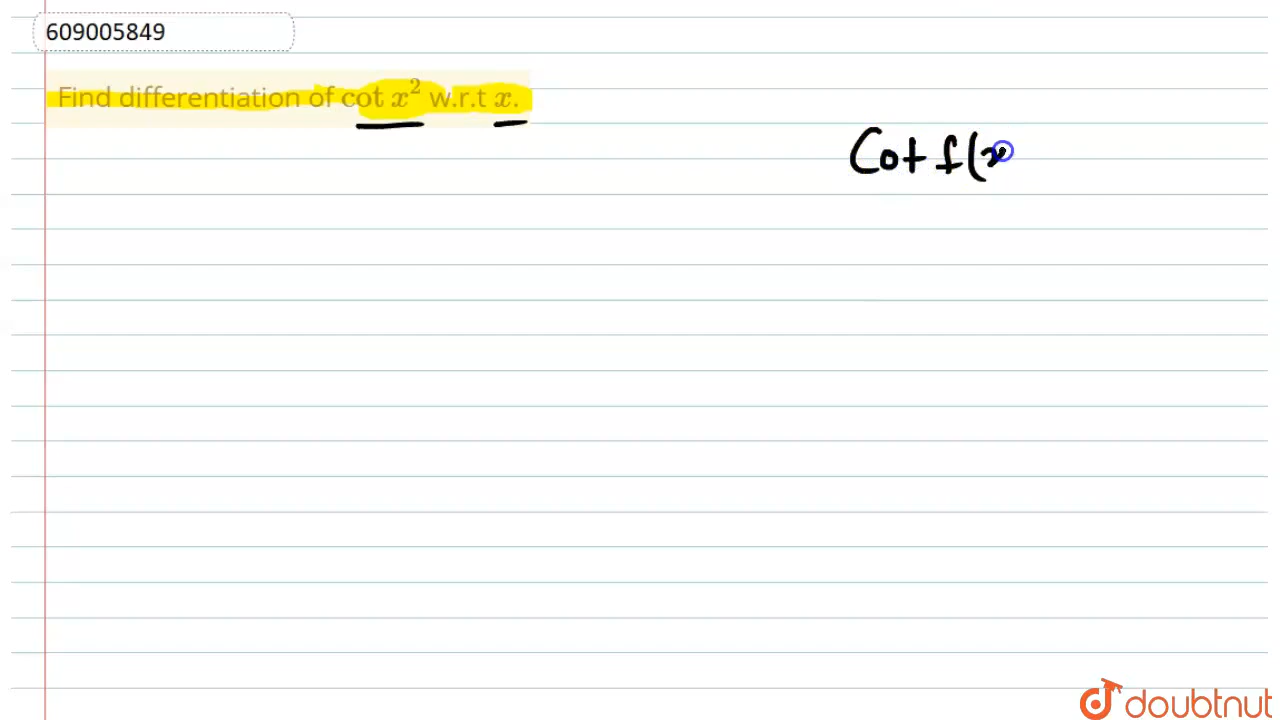 609005849
Find differentiation of cot x² w.r.t x.
Cot f(x
doubtnut